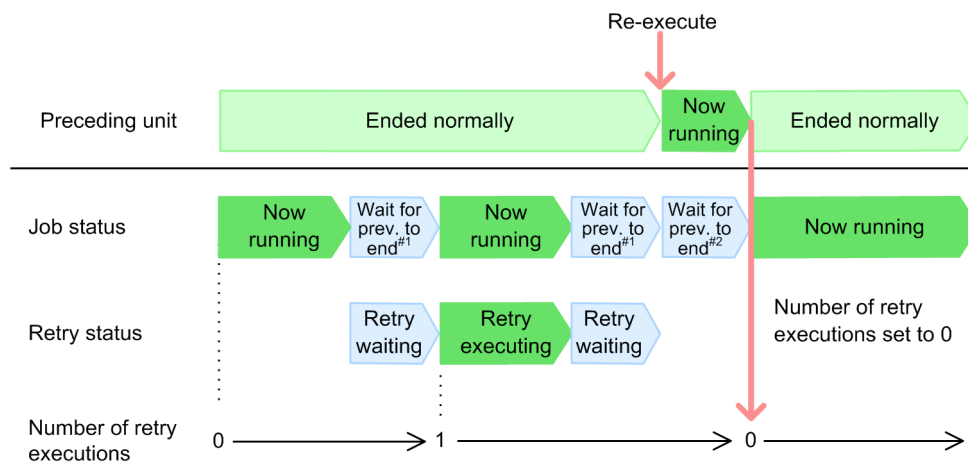 Re-execute
Preceding unit
Ended normally
Now
running
Ended normally
Job status
Now
running
Wait for
prev. to
end#1
Now
running
Wait for
prev. to
end#1
Wait for
prev. to
end#2
Now running
Retry status
Retry
waiting
Retry
executing
Retry
waiting
Number of retry
executions set to 0
Number of retry
executions
0
1
0